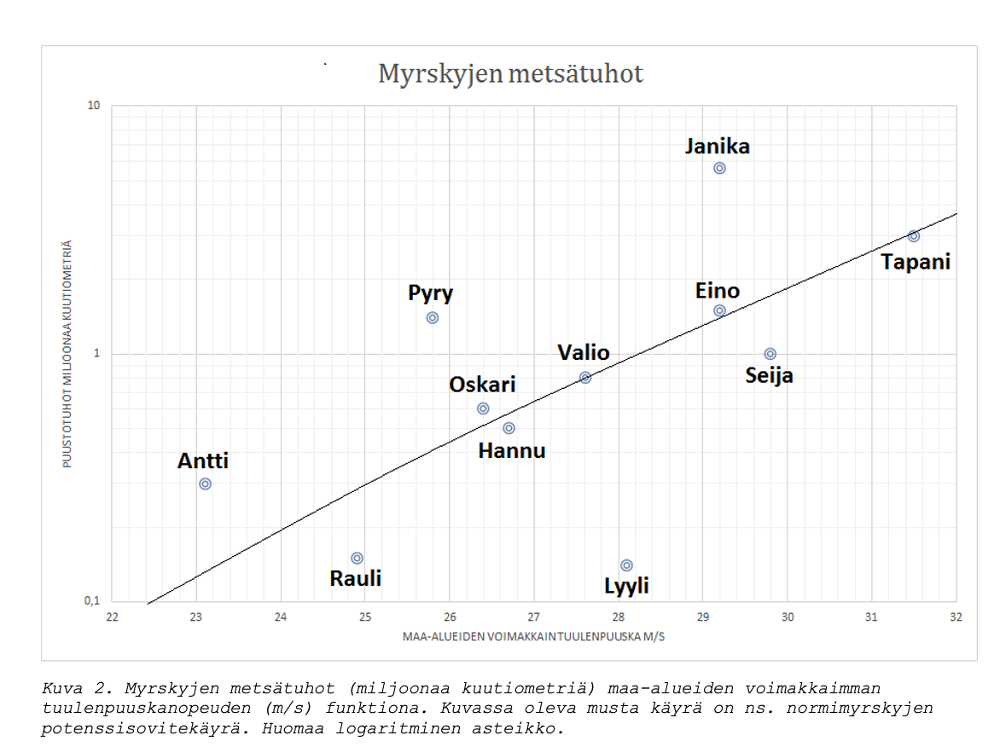 Myrskyjen metsätuhot
10
Janika
Tapani
Pyry
Eino
PUUSTOTUHOT MILJOONAA KUUTIOMETRIÄ
1
Valio
Seija
Oskari
Hannu
Antti
Rauli
Lyyli
0,1
22 23 24 25 26 27 28 29 30 31 32
MAA-ALUEIDEN VOIMAKKAIN TUULENPUUSKA M/S
Kuva 2. Myrskyjen metsätuhot (miljoonaa kuutiometriä) maa-alueiden voimakkaimman
tuulenpuuskanopeuden (m/s) funktiona. Kuvassa oleva musta käyrä on ns. normimyrskyjen
potenssisovitekäyrä. Huomaa logaritminen asteikko.